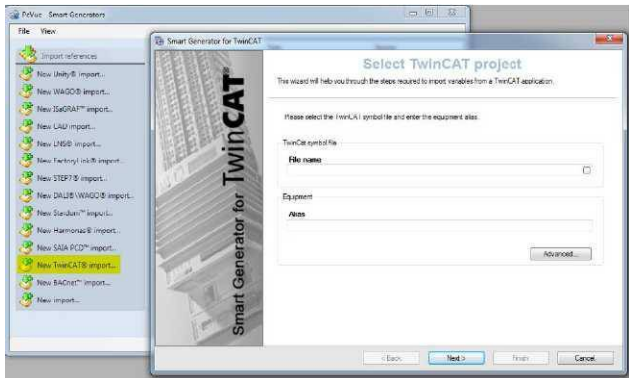 PcVue Smart Generators
File View
Import references
New Unity® import...
New WAGO® import...
New ISaGRAF™ import...
New CAD import...
New LNS® import...
New FactoryLink® import...
New STEP7® import...
New DALI®\WAGO® import...
New Stardom™ import...
New Harmonas® import...
New SAIA PCD™ import...
New TwinCAT® import...
New BACnet™ import...
New import...
Smart Generator for TwinCAT
Smart Generator for TwinCAT
Select TwinCAT project
This wizard will help you through the steps required to import variables from a TwinCAT application.
Please select the TwinCAT symbol file and enter the equipment alias.
TwinCat symbol file
File name
Equipment
Alias
Advanced...
< Back
Next >
Finish
Cancel